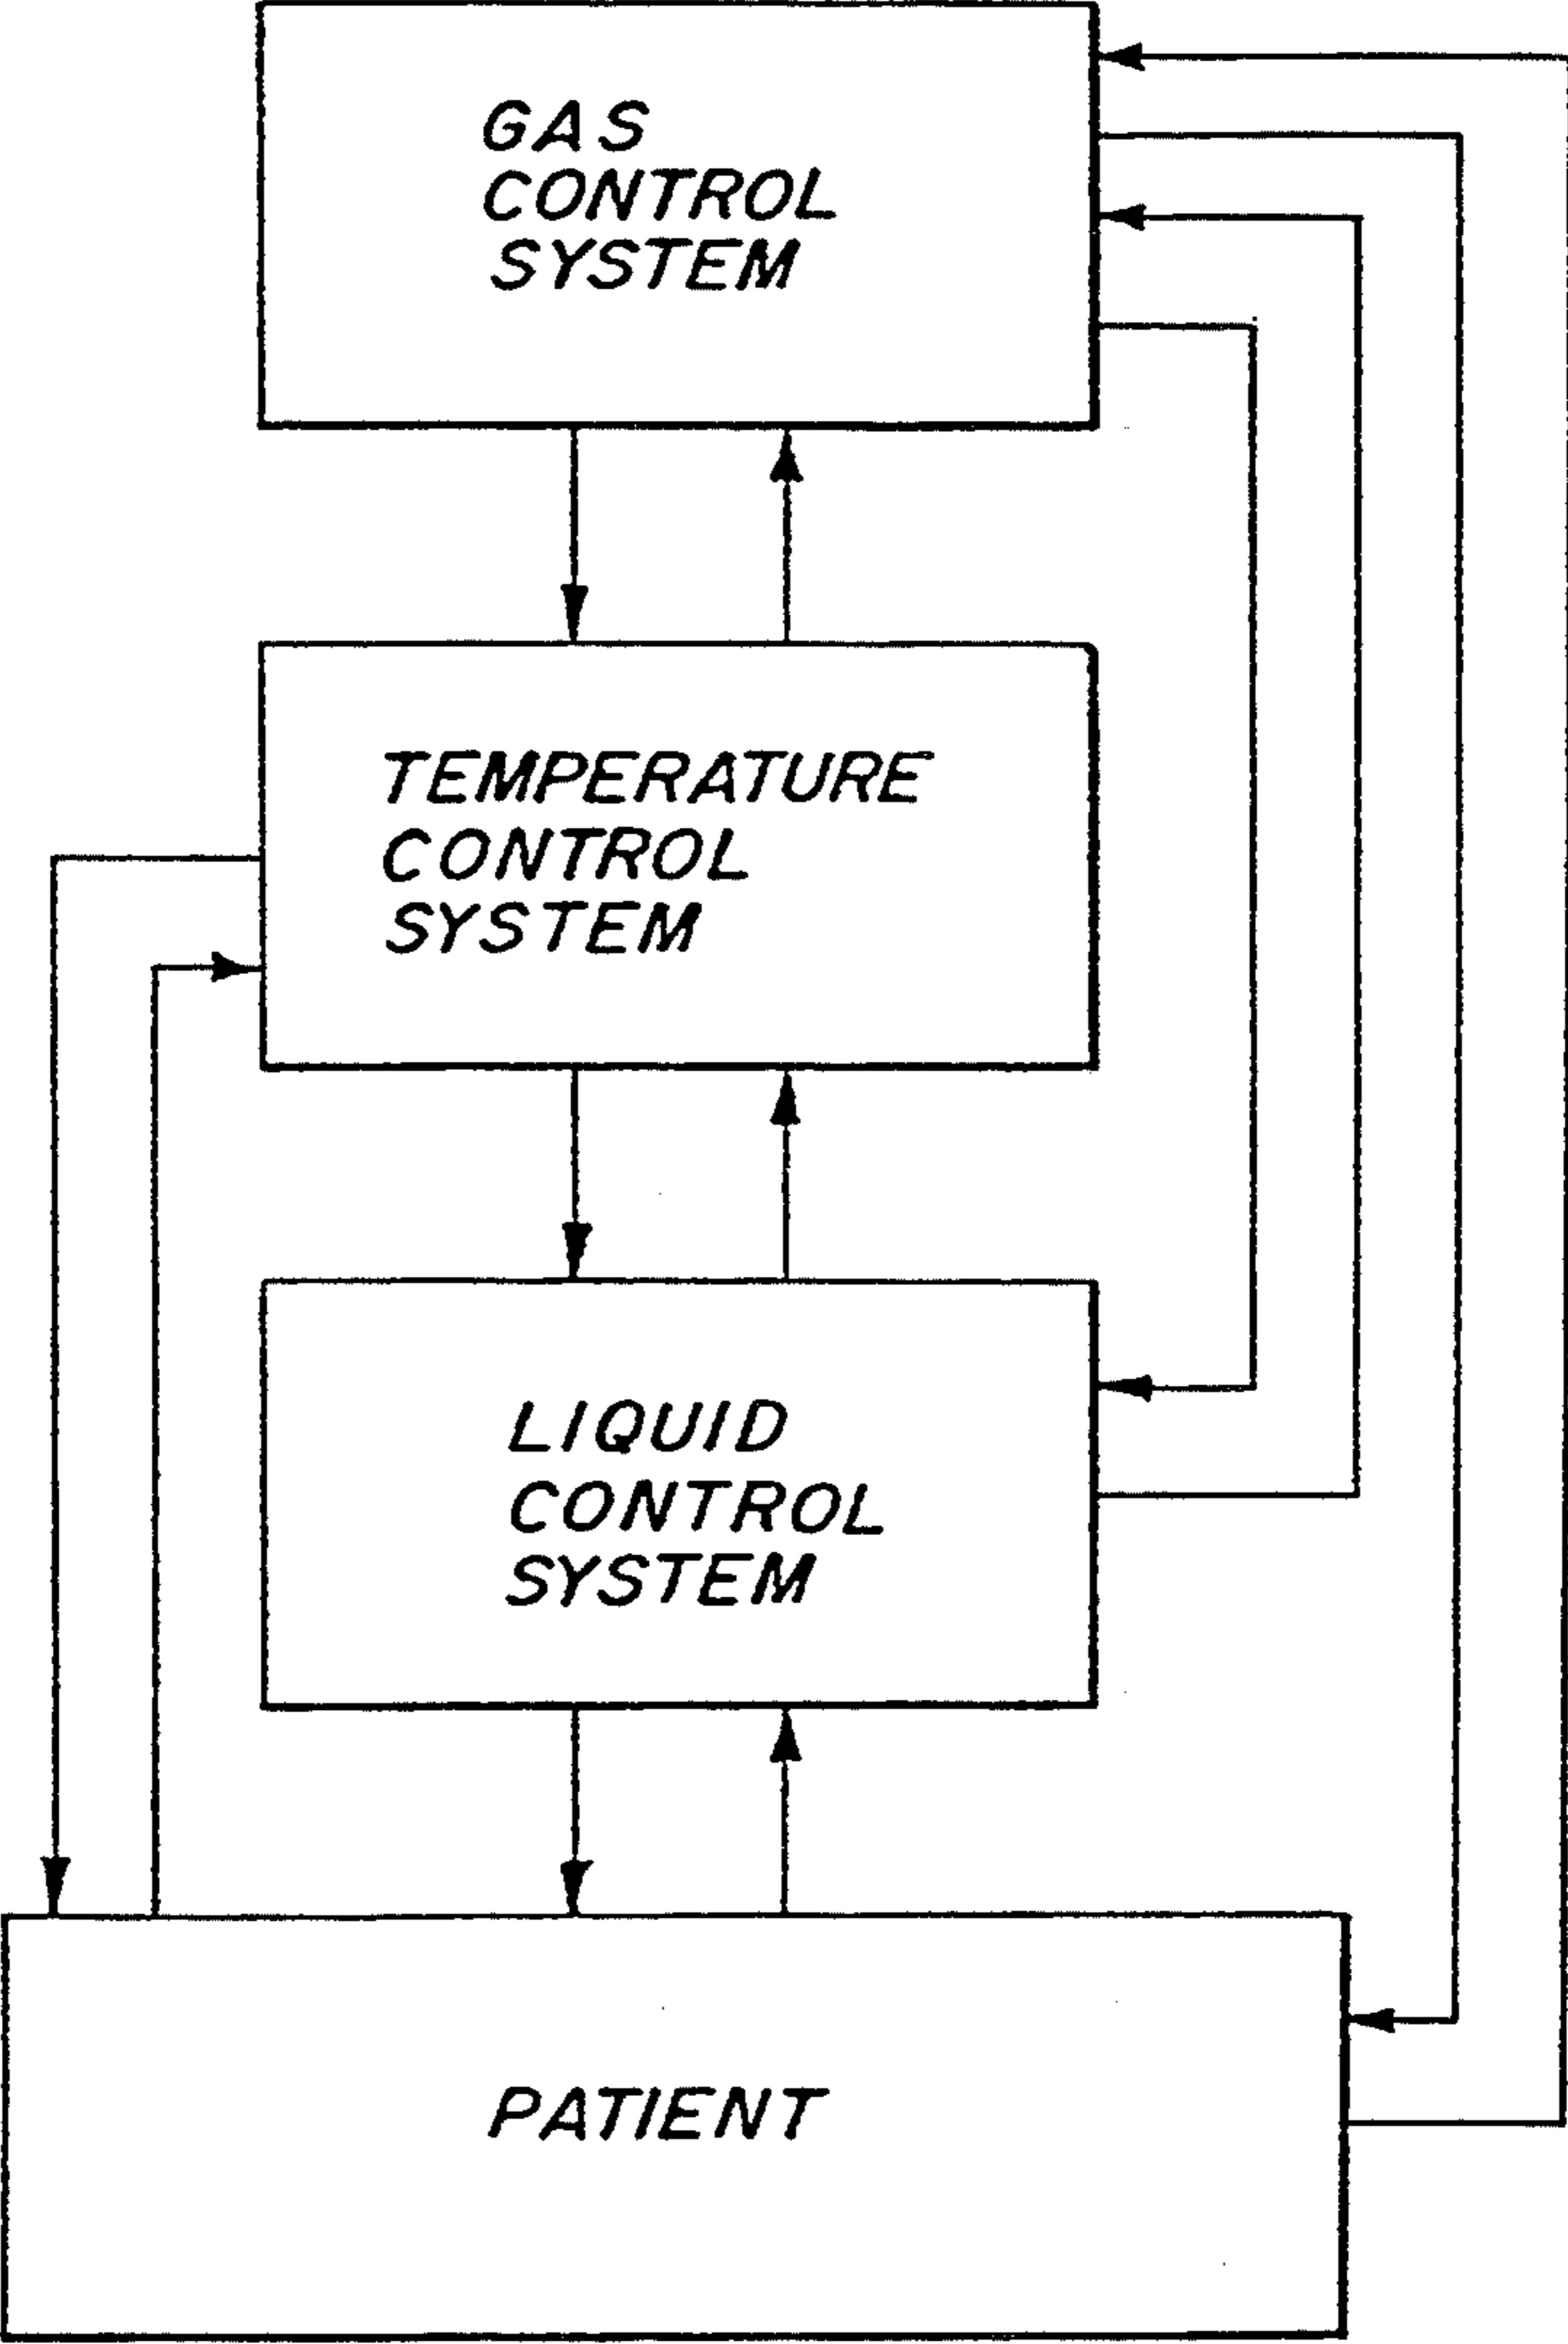 GAS
CONTROL
SYSTEM
TEMPERATURE
CONTROL
SYSTEM
LIQUID
CONTROL
SYSTEM
PATIENT